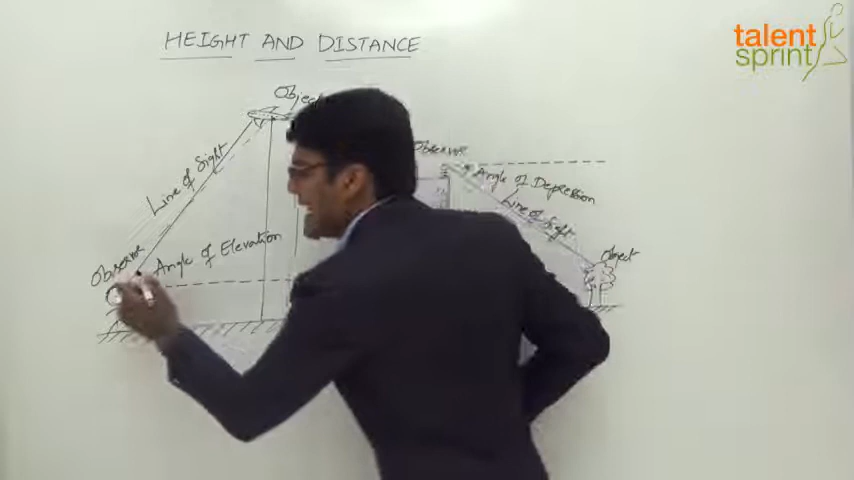 HEIGHT AND DISTANCE
talent
sprint
Object
Line of Sight
Observer
Angle of Elevation
Observer
Angle of Depression
Line of Sight
Object